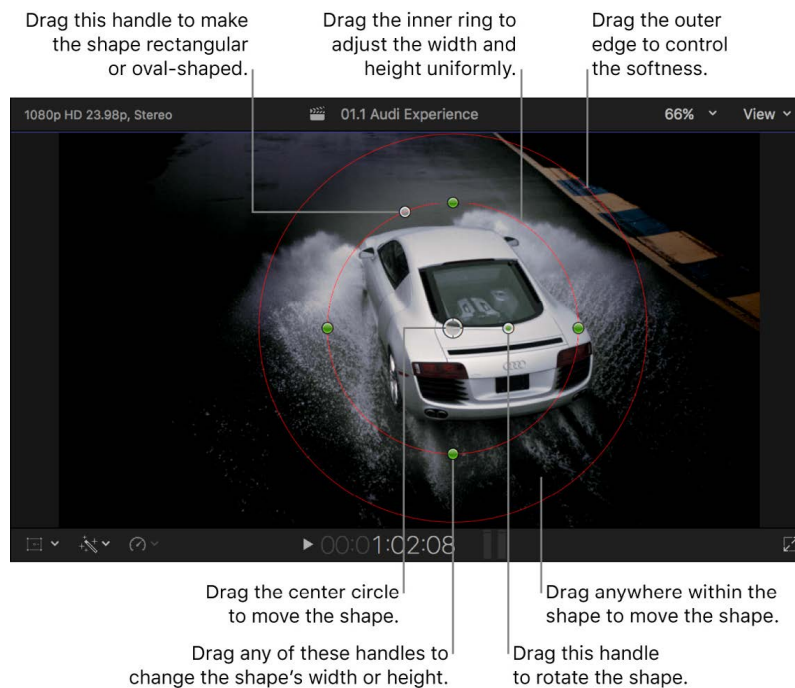 Drag this handle to make
the shape rectangular
or oval-shaped.
Drag the inner ring to
adjust the width and
height uniformly.
Drag the outer
edge to control
the softness.
1080p HD 23.98p, Stereo
01.1 Audi Experience
66%
View
00:01:02:08
Drag the center circle
to move the shape.
Drag anywhere within the
shape to move the shape.
Drag any of these handles to
change the shape's width or height.
Drag this handle
to rotate the shape.